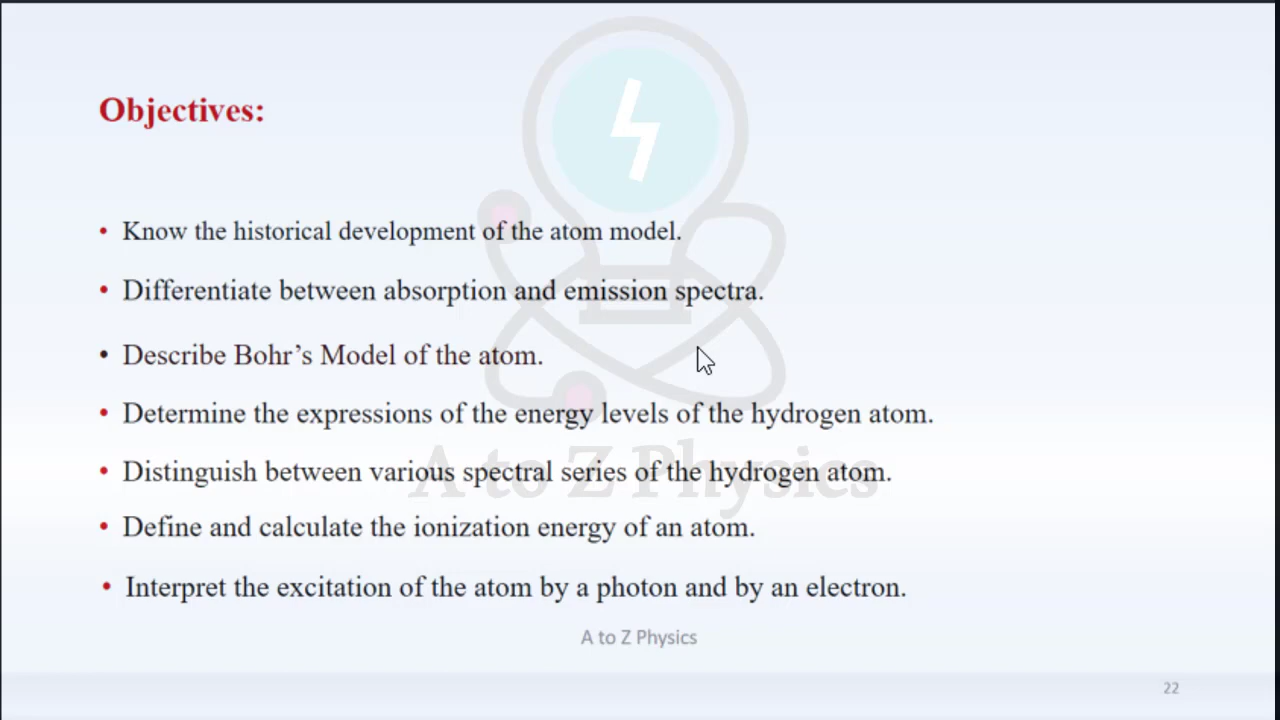 Objectives:
• Know the historical development of the atom model.
• Differentiate between absorption and emission spectra.
• Describe Bohr’s Model of the atom.
• Determine the expressions of the energy levels of the hydrogen atom.
• Distinguish between various spectral series of the hydrogen atom.
A to Z Physics
• Define and calculate the ionization energy of an atom.
• Interpret the excitation of the atom by a photon and by an electron.
A to Z Physics
22